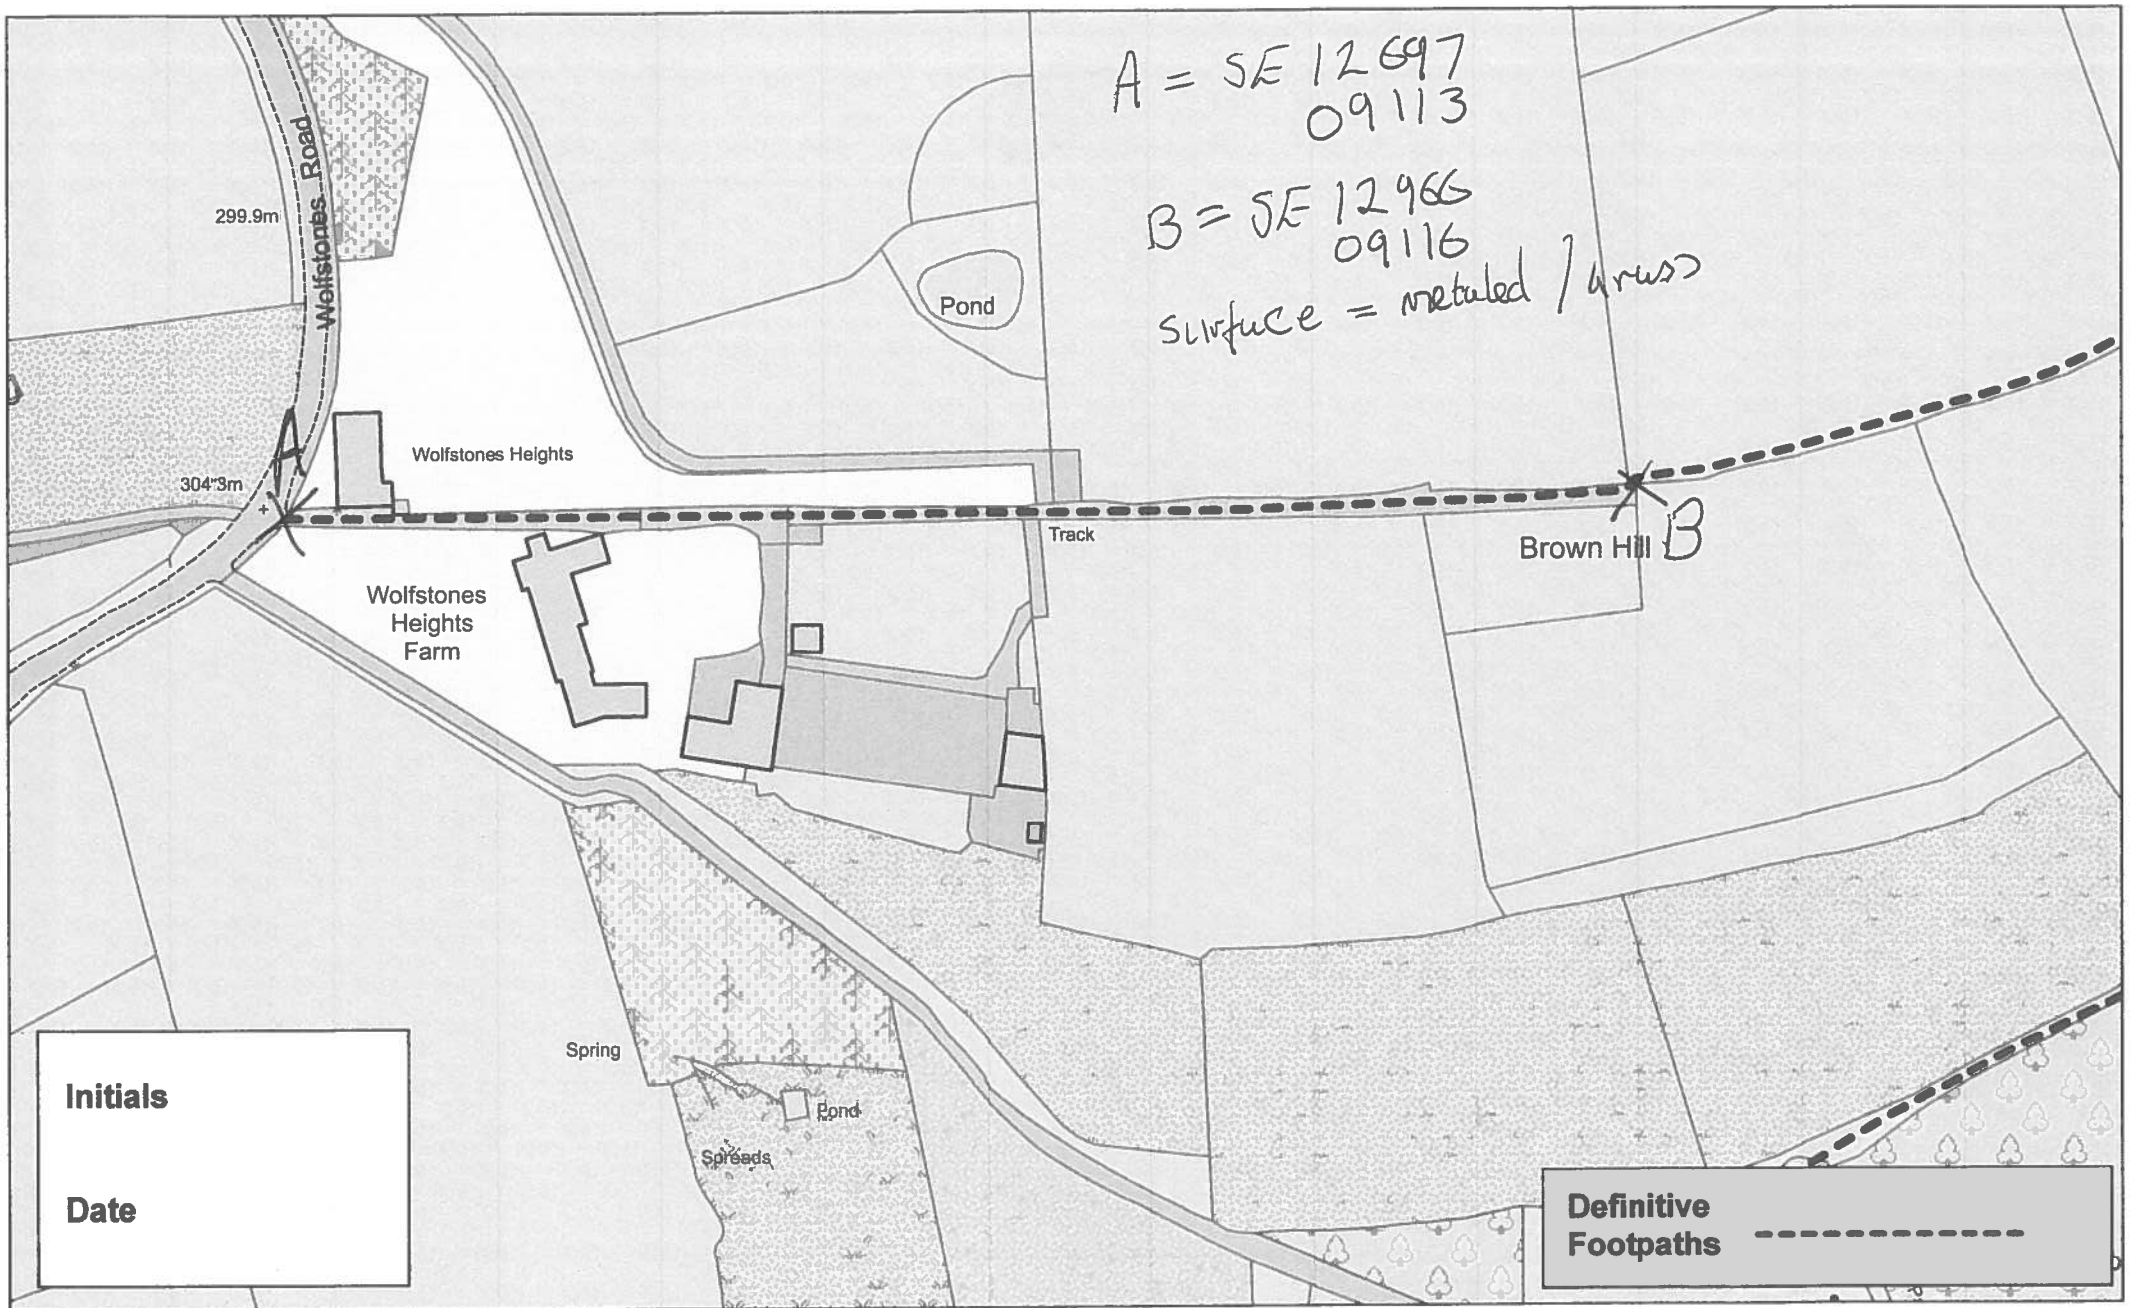 A = SE 12697
09113
B = SE 12966
09116
surface = metaled / Grass
Wolfstones Road
299.9m
Pond
A
Wolfstones Heights
304.3m
Track
Brown Hill B
Wolfstones
Heights
Farm
Spring
Pond
Spreads
Initials
Date
Definitive
Footpaths